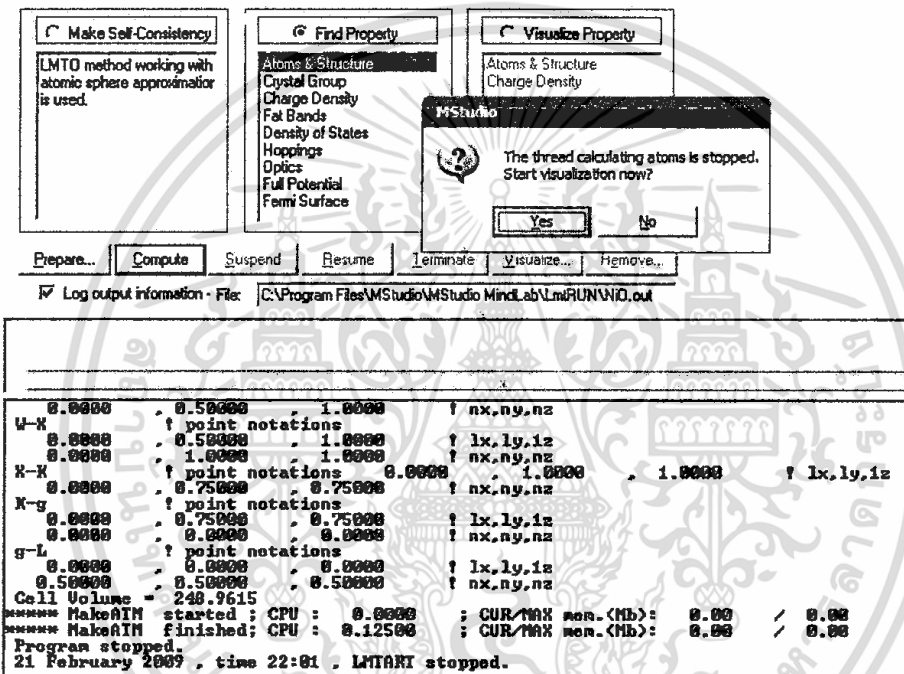 Make Self-Consistency
LMTO method working with
atomic sphere approximation
is used.
Find Property
Atoms & Structure
Crystal Group
Charge Density
Fat Bands
Density of States
Hoppings
Optics
Full Potential
Fermi Surface
Visualize Property
Atoms & Structure
Charge Density
MStudio
The thread calculating atoms is stopped.
Start visualization now?
Yes No
Prepare... Compute Suspend Resume Terminate Visualize... Remove...
Log output information - File: C:\Program Files\MStudio\MStudio MindLab\LmtRUN\NiO.out
0.0000 , 0.50000 , 1.0000 ! nx,ny,nz
W-X ! point notations
0.0000 , 0.50000 , 1.0000 ! lx,ly,lz
0.0000 , 1.0000 , 1.0000 ! nx,ny,nz
X-K ! point notations 0.0000 , 1.0000 , 1.0000 ! lx,ly,lz
0.0000 , 0.75000 , 0.75000 ! nx,ny,nz
K-g ! point notations
0.0000 , 0.75000 , 0.75000 ! lx,ly,lz
0.0000 , 0.0000 , 0.0000 ! nx,ny,nz
g-L ! point notations
0.0000 , 0.0000 , 0.0000 ! lx,ly,lz
0.50000 , 0.50000 , 0.50000 ! nx,ny,nz
Cell Volume = 248.9615
***** MakeATM started ; CPU : 0.0000 ; CUR/MAX mem.(Mb): 0.00 / 0.00
***** MakeATM finished; CPU : 0.12500 ; CUR/MAX mem.(Mb): 0.00 / 0.00
Program stopped.
21 February 2009 , time 22:01 , LMTART stopped.